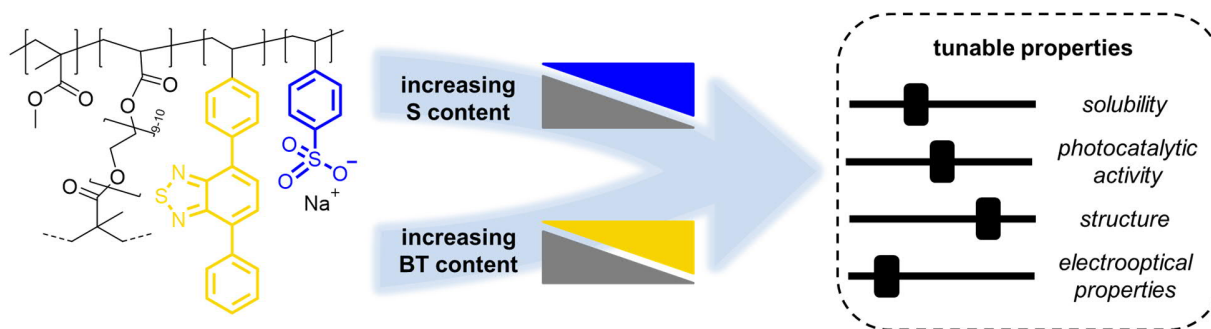 O
O
O
O
9-10
O
O
O
N
S
N
O
S
O
O−
Na+
increasing
S content
increasing
BT content
tunable properties
solubility
photocatalytic
activity
structure
electrooptical
properties